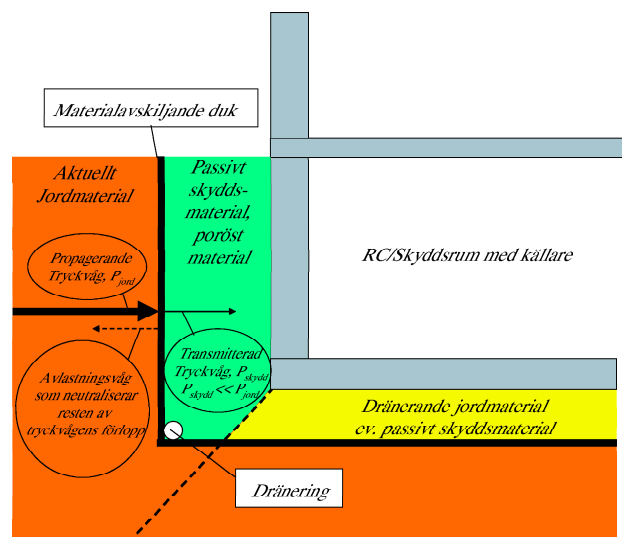 Materialavskiljande duk
Aktuellt
Jordmaterial
Passivt
skydds-
material,
poröst
material
RC/Skyddsrum med källare
Propagerande
Tryckvåg, Pjord
Transmitterad
Tryckvåg, Pskydd
Pskydd << Pjord
Avlastningsvåg
som neutraliserar
resten av
tryckvågens förlopp
Dränerande jordmaterial
ev. passivt skyddsmaterial
Dränering